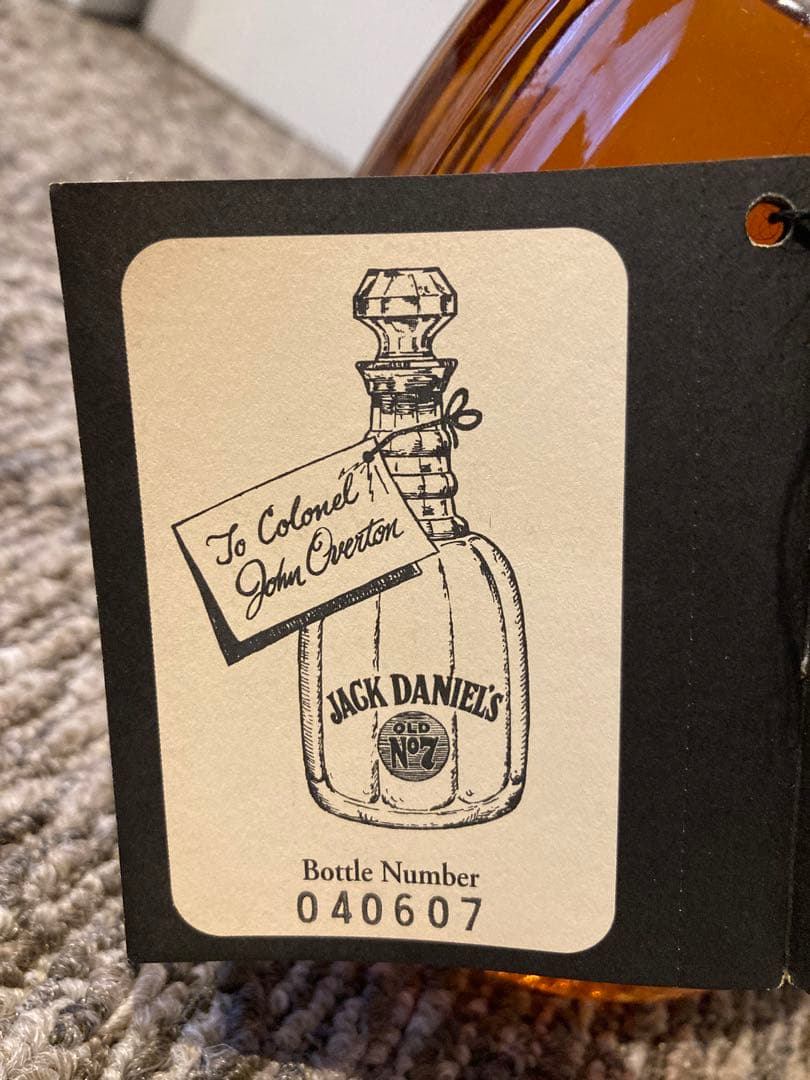 To Colonel
John Overton
JACK DANIEL'S
OLD
No7
Bottle Number
040607